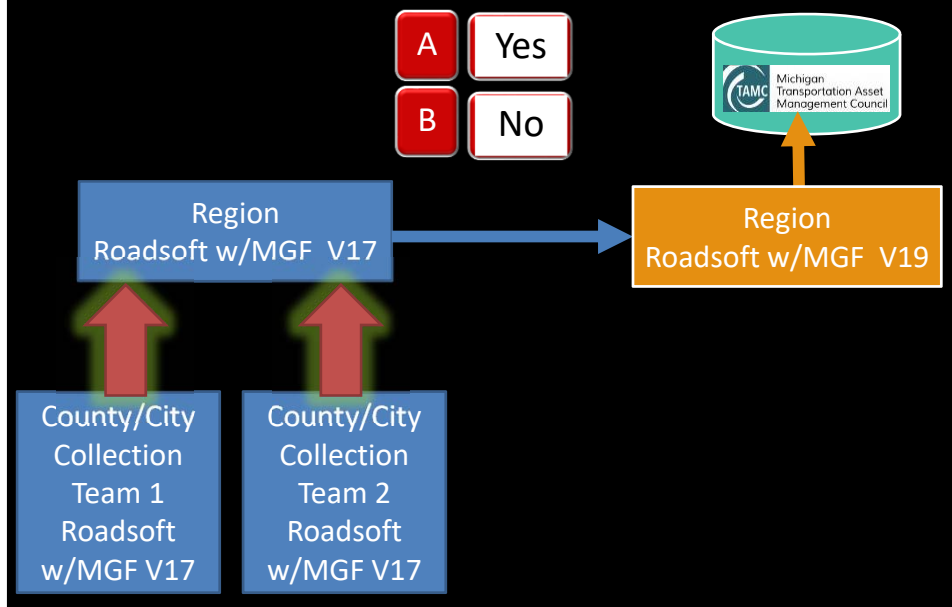 A Yes
B No
TAMC
Michigan
Transportation Asset
Management Council
Region
Roadsoft w/MGF V17
Region
Roadsoft w/MGF V19
County/City
Collection
Team 1
Roadsoft
w/MGF V17
County/City
Collection
Team 2
Roadsoft
w/MGF V17